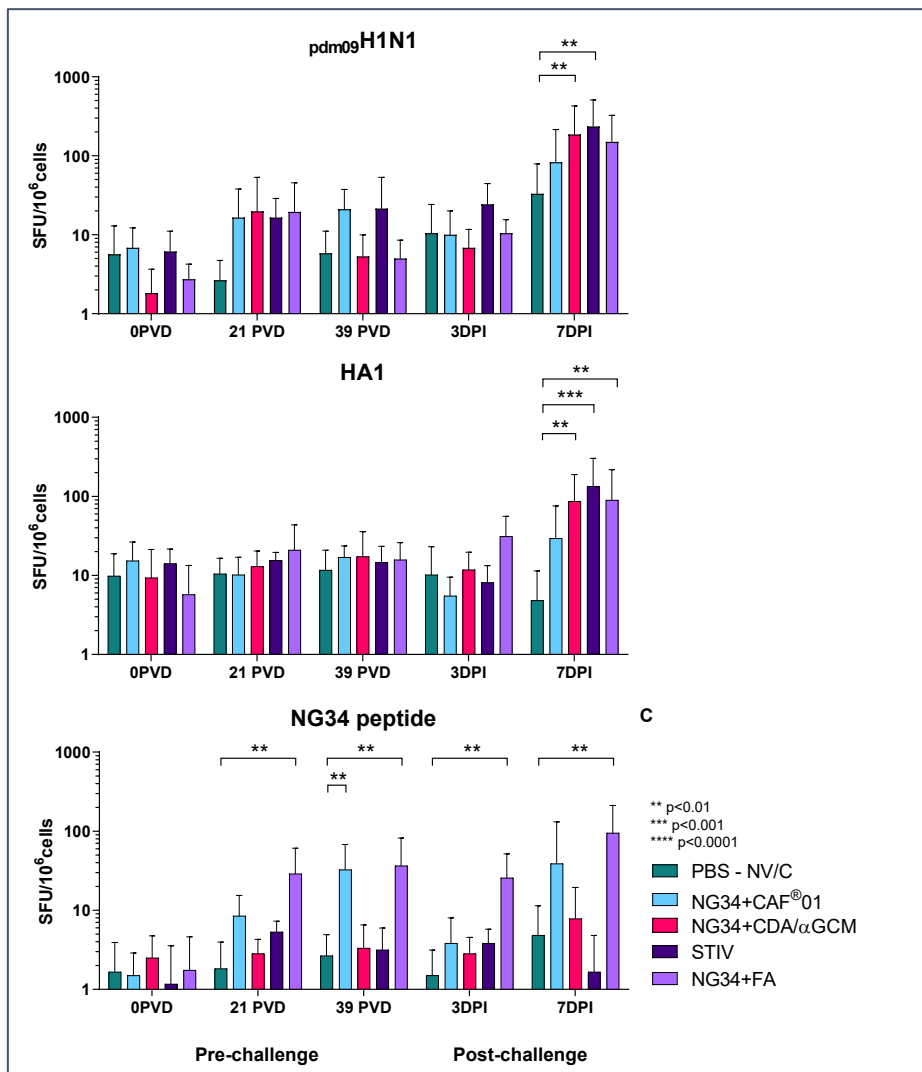 pdm09H1N1
** 
**
1000
100
10
1
SFU/10⁶cells
0PVD 21 PVD 39 PVD 3DPI 7DPI
HA1
**
***
**
1000
100
10
1
SFU/10⁶cells
0PVD 21 PVD 39 PVD 3DPI 7DPI
NG34 peptide
C
** ** ** **
**
1000
100
10
1
SFU/10⁶cells
0PVD 21 PVD 39 PVD 3DPI 7DPI
Pre-challenge Post-challenge
** p<0.01
*** p<0.001
**** p<0.0001
PBS - NV/C
NG34+CAF®01
NG34+CDA/αGCM
STIV
NG34+FA